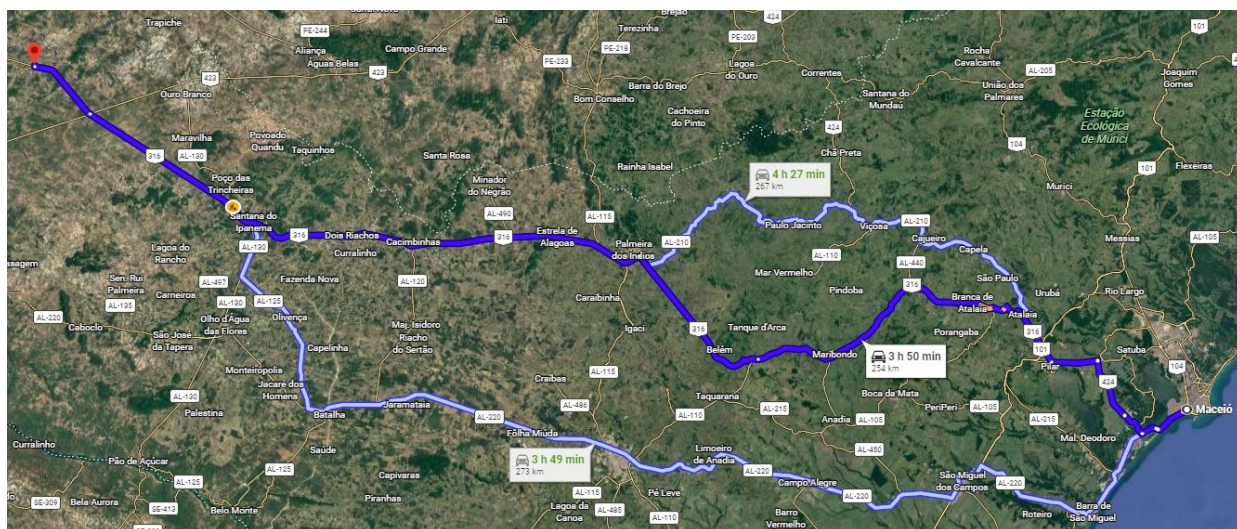 Trapiche
PE-244
Aliança
Águas Belas
Campo Grande
Iati
Brejão
424
PE-218
Terezinha
PE-203
101
423
423
PE-233
Lagoa
do Ouro
Correntes
Rocha
Cavalcante
AL-205
Joaquim
Gomes
Ouro Branco
Bom Conselho
Barra do Brejo
Santana do
Mundaú
União dos
Palmares
Cachoeira
do Pinto
Estação
Ecológica
de Murici
Maravilha
Povoado
Quandu
Taquinhos
424
104
316
AL-130
Santa Rosa
Rainha Isabel
Chã Preta
101
Flexeiras
Poço das
Trincheiras
Minador
do Negrão
4 h 27 min
267 km
Murici
Santana do
Ipanema
AL-490
AL-115
AL-210
Paulo Jacinto
Viçosa
316
Dois Riachos
316
Estrela de
Alagoas
Cajueiro
Messias
AL-105
AL-130
Cacimbinhas
Palmeira
dos Índios
AL-210
Capela
Lagoa do
Rancho
Curralinho
AL-110
AL-440
Mar Vermelho
São Paulo
Sen. Rui
Palmeira
AL-497
Fazenda Nova
AL-120
Pindoba
316
Urubá
Rio Largo
AL-220
Carneiros
AL-130
AL-125
Caraibinha
Branca de
Atalaia
Atalaia
AL-135
Olho d'Água
das Flores
Olivença
Maj. Isidoro
Igaci
316
Tanque d'Arca
316
Caboclo
São José
da Tapera
Riacho
do Sertão
Porangaba
101
Satuba
Capelinha
Belém
Maribondo
3 h 50 min
254 km
Pilar
104
Monteirópolis
AL-115
424
Jacaré dos
Homens
Craibas
Taquarana
Boca da Mata
AL-130
Jaramataia
AL-486
AL-215
PeriPeri
AL-105
Maceió
Palestina
Batalha
AL-220
AL-110
Anadia
AL-105
AL-215
Folha Miúda
Mal. Deodoro
Curralinho
Saúde
3 h 49 min
273 km
Limoeiro
de Anadia
AL-450
Pão de Açúcar
AL-125
AL-220
São Miguel
dos Campos
AL-125
Capivaras
Campo Alegre
AL-220
SE-309
AL-115
Pé Leve
AL-220
Bela Aurora
SE-413
Belo Monte
Piranhas
Lagoa da
Canoa
AL-485
AL-110
Barro
Vermelho
Roteiro
Barra de
São Miguel